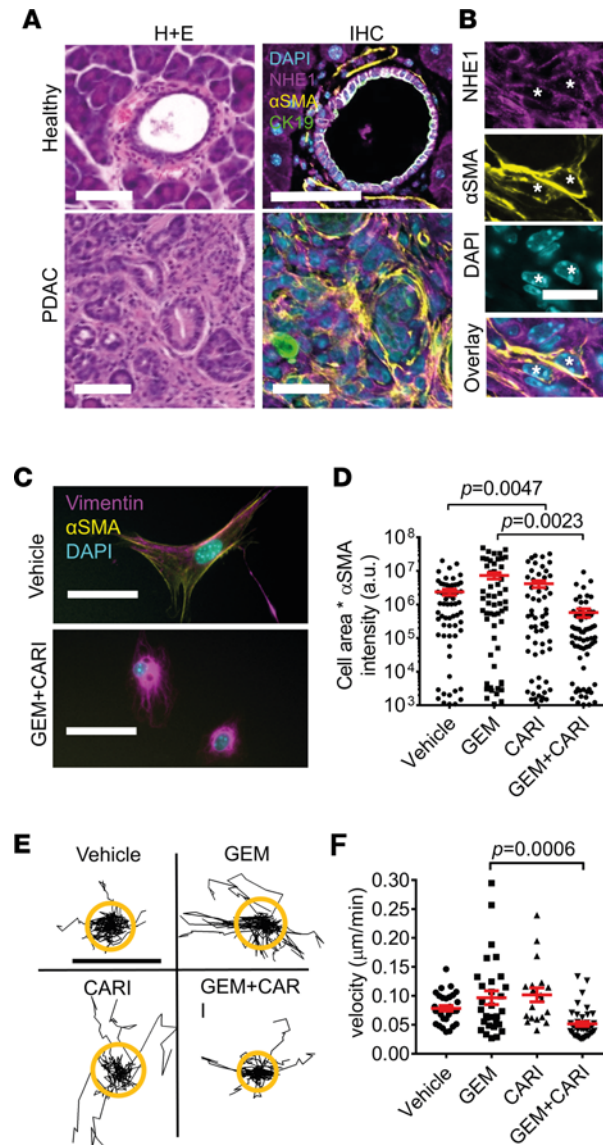 A
H+E
IHC
Healthy
DAPI
NHE1
αSMA
CK19
PDAC
B
NHE1
*
*
αSMA
*
*
DAPI
*
*
Overlay
*
*
C
Vimentin
αSMA
DAPI
Vehicle
GEM+CARI
D
p=0.0047
p=0.0023
Cell area * αSMA
intensity (a.u.)
10⁸
10⁷
10⁶
10⁵
10⁴
10³
Vehicle
GEM
CARI
GEM+CARI
E
Vehicle
GEM
CARI
GEM+CAR
I
F
p=0.0006
velocity (μm/min)
0.30
0.25
0.20
0.15
0.10
0.05
0.00
Vehicle
GEM
CARI
GEM+CARI